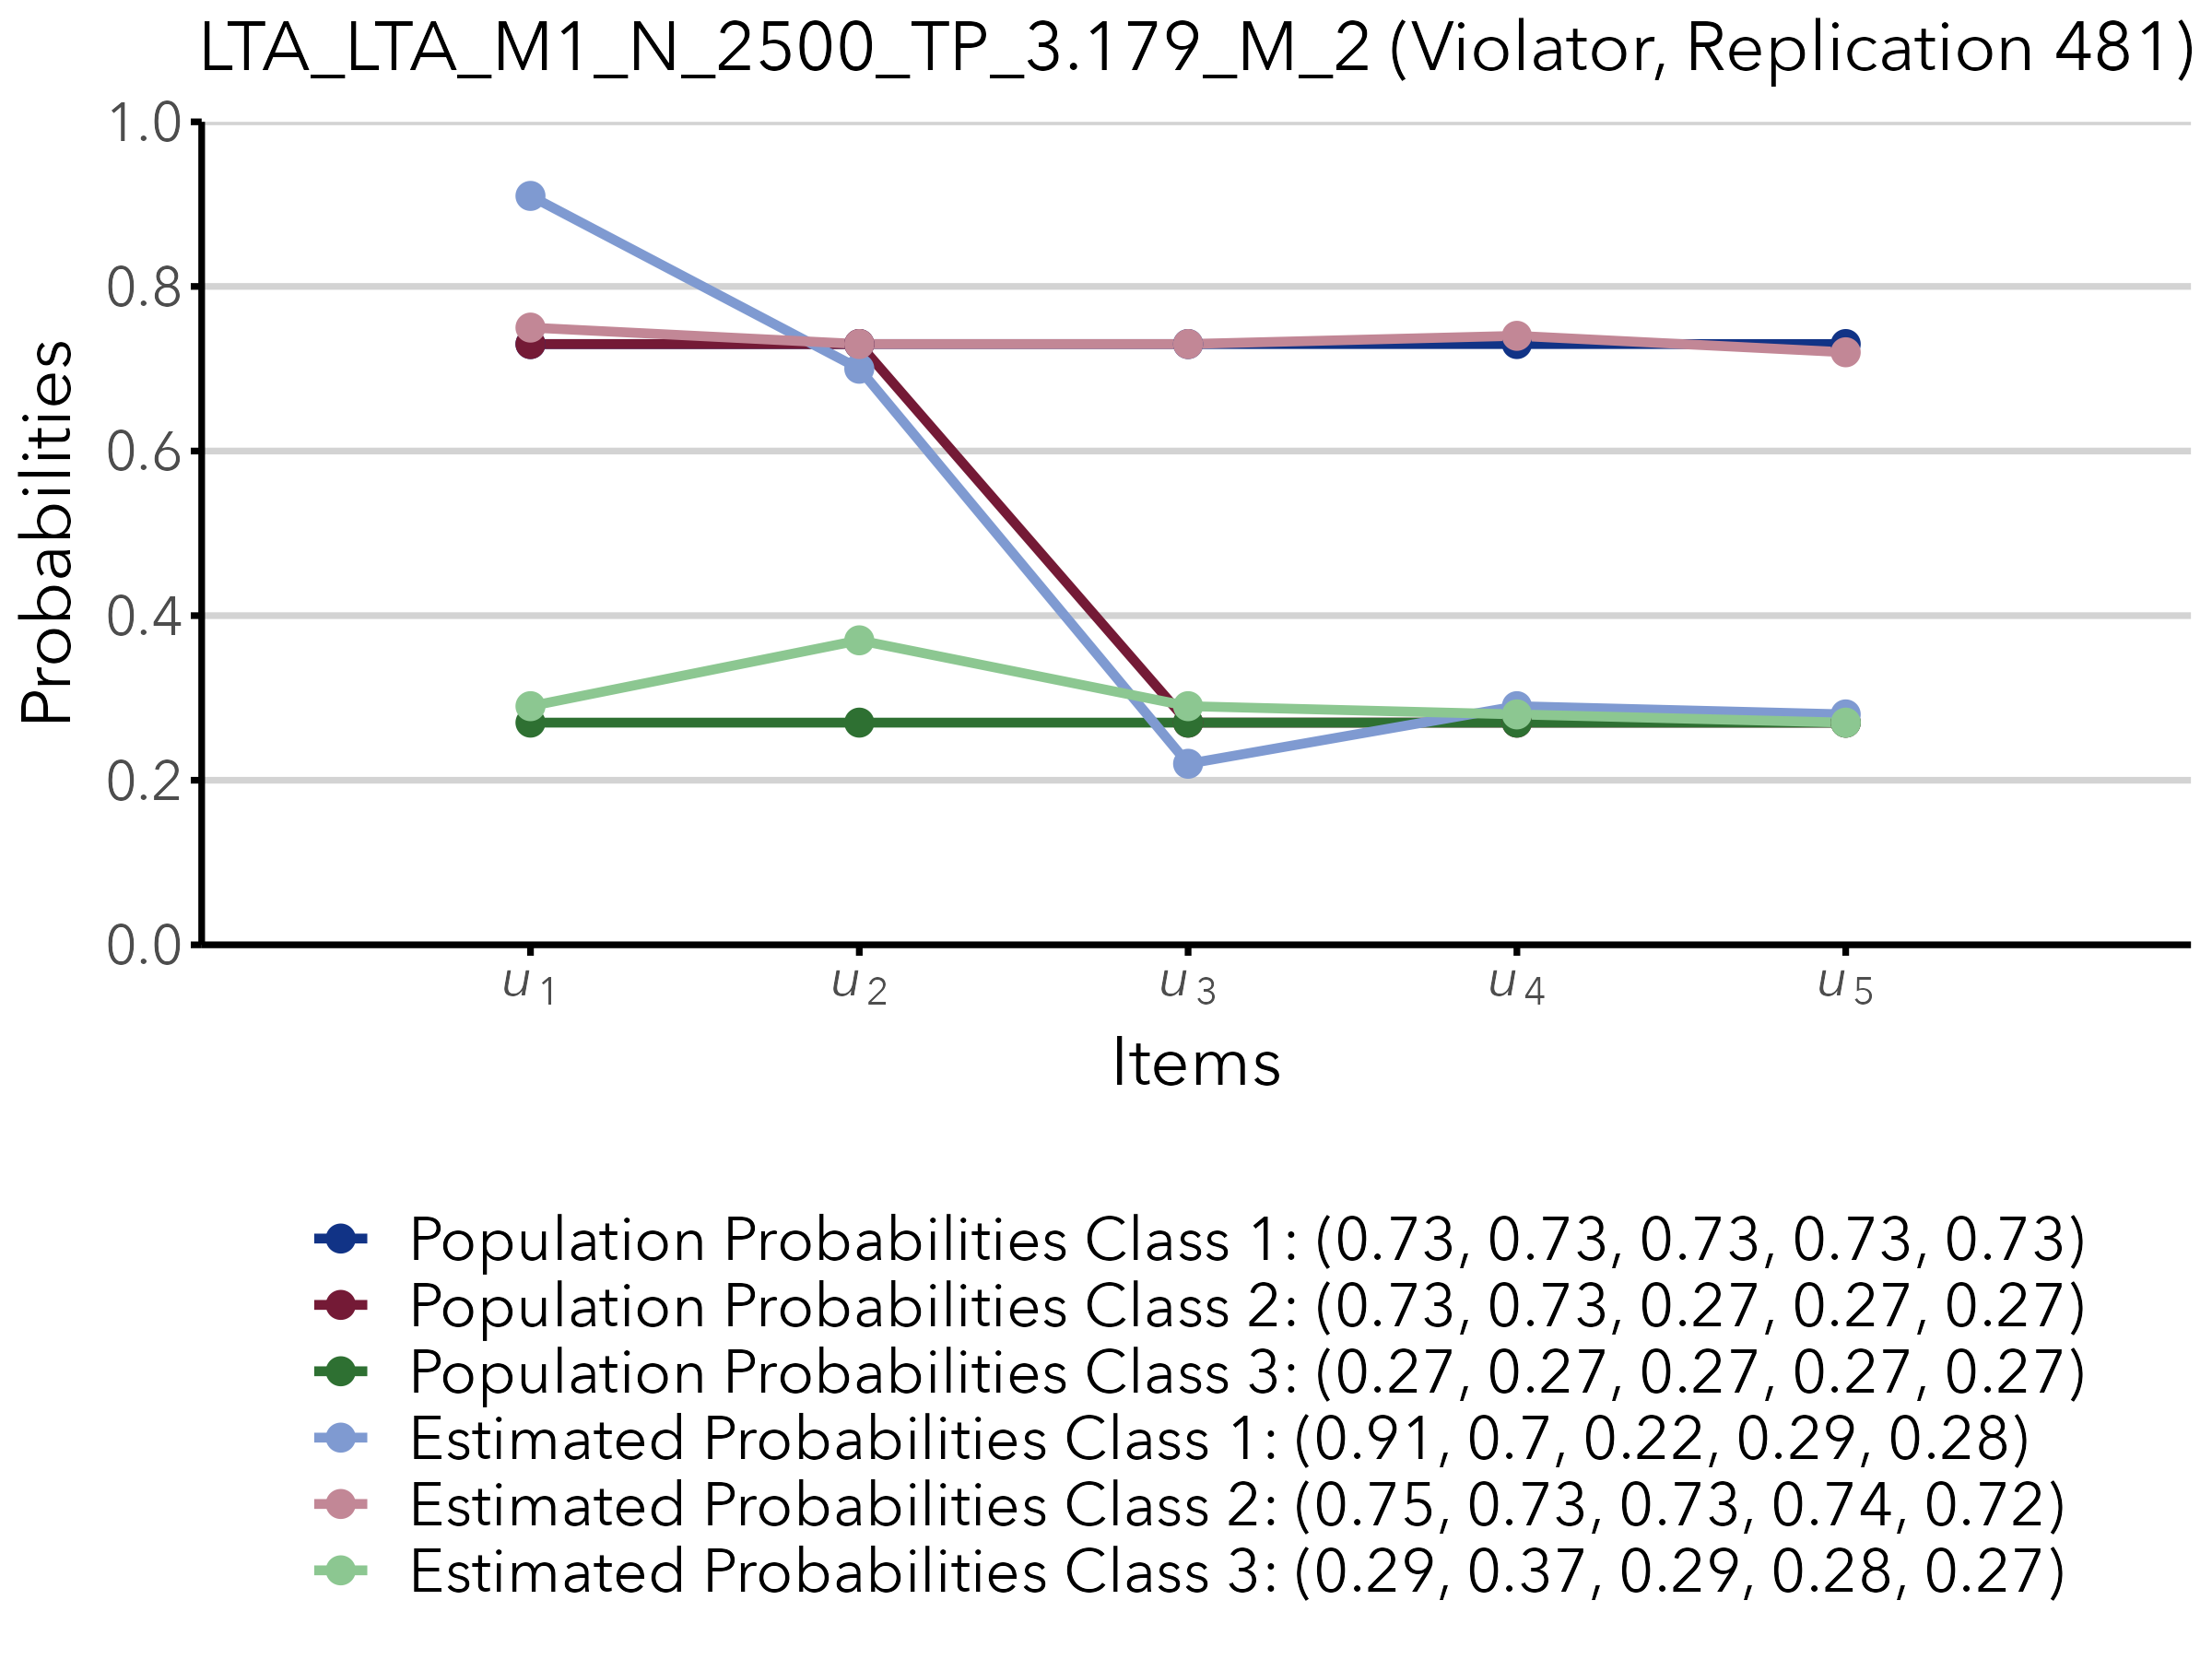 LTA_LTA_M1_N_2500_TP_3.179_M_2 (Violator, Replication 481)
1.0
0.8
0.6
0.4
0.2
0.0
Probabilities
u1 u2 u3 u4 u5
Items
Population Probabilities Class 1: (0.73, 0.73, 0.73, 0.73, 0.73)
Population Probabilities Class 2: (0.73, 0.73, 0.27, 0.27, 0.27)
Population Probabilities Class 3: (0.27, 0.27, 0.27, 0.27, 0.27)
Estimated Probabilities Class 1: (0.91, 0.7, 0.22, 0.29, 0.28)
Estimated Probabilities Class 2: (0.75, 0.73, 0.73, 0.74, 0.72)
Estimated Probabilities Class 3: (0.29, 0.37, 0.29, 0.28, 0.27)